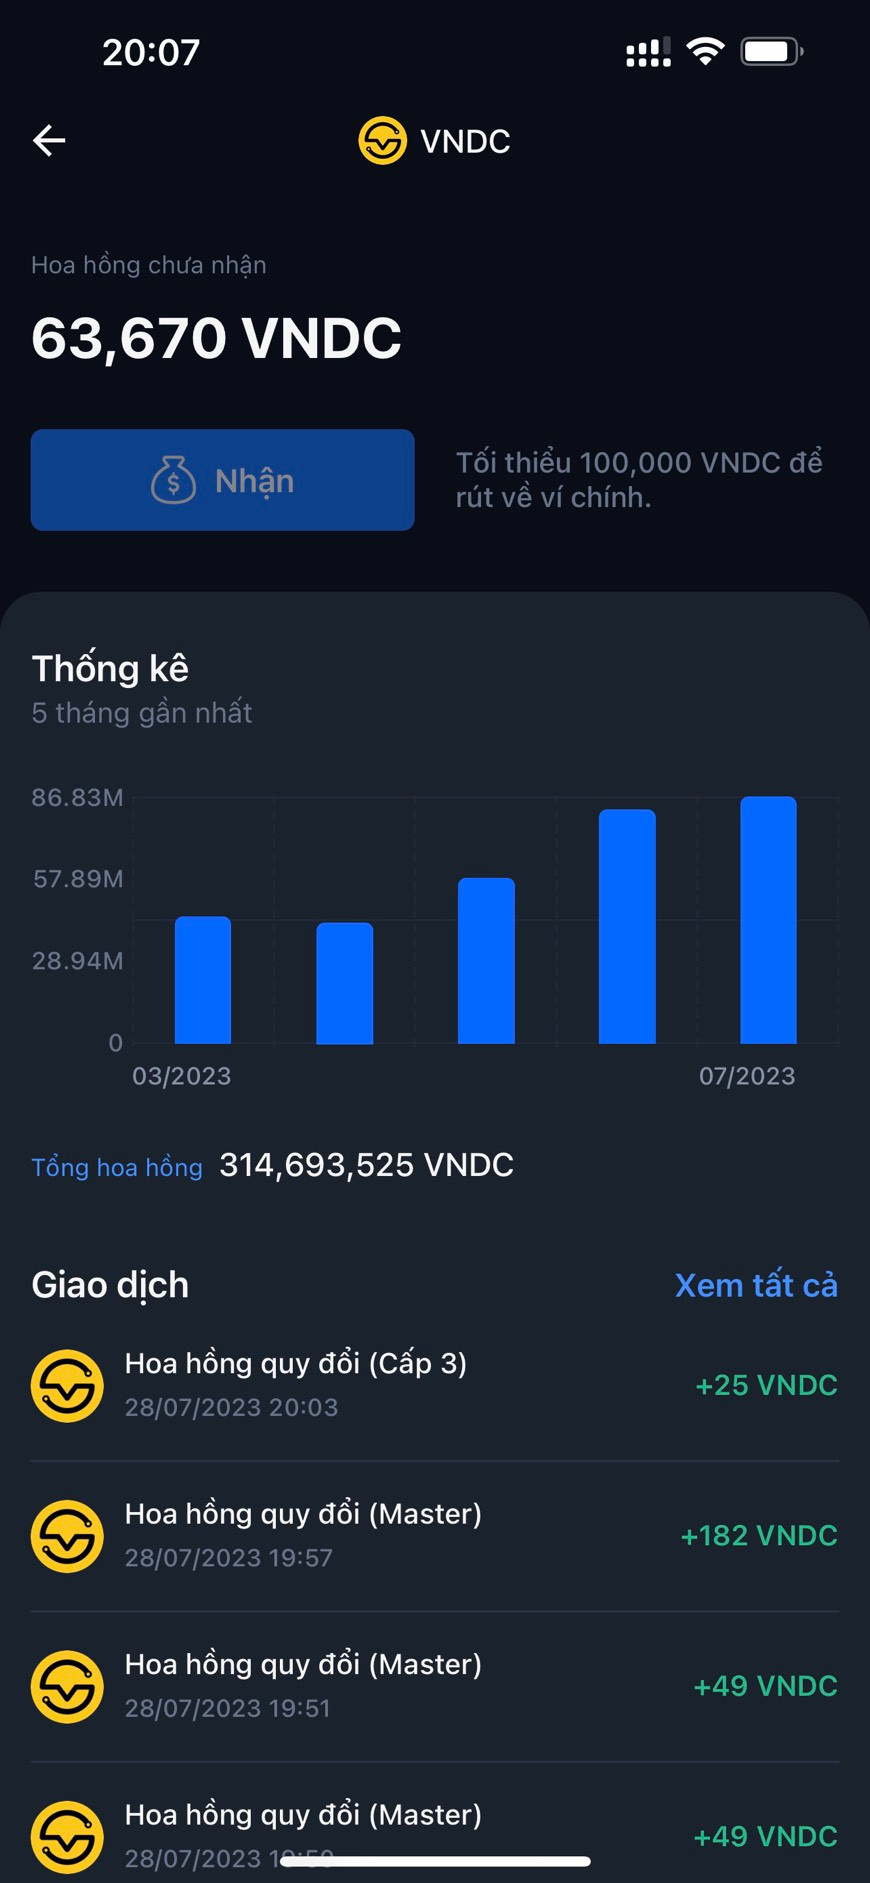 20:07
VNDC
Hoa hồng chưa nhận
63,670 VNDC
Nhận
Tối thiểu 100,000 VNDC để
rút về ví chính.
Thống kê
5 tháng gần nhất
86.83M
57.89M
28.94M
0
03/2023
07/2023
Tổng hoa hồng 314,693,525 VNDC
Giao dịch
Xem tất cả
Hoa hồng quy đổi (Cấp 3)
28/07/2023 20:03
+25 VNDC
Hoa hồng quy đổi (Master)
28/07/2023 19:57
+182 VNDC
Hoa hồng quy đổi (Master)
28/07/2023 19:51
+49 VNDC
Hoa hồng quy đổi (Master)
28/07/2023
+49 VNDC